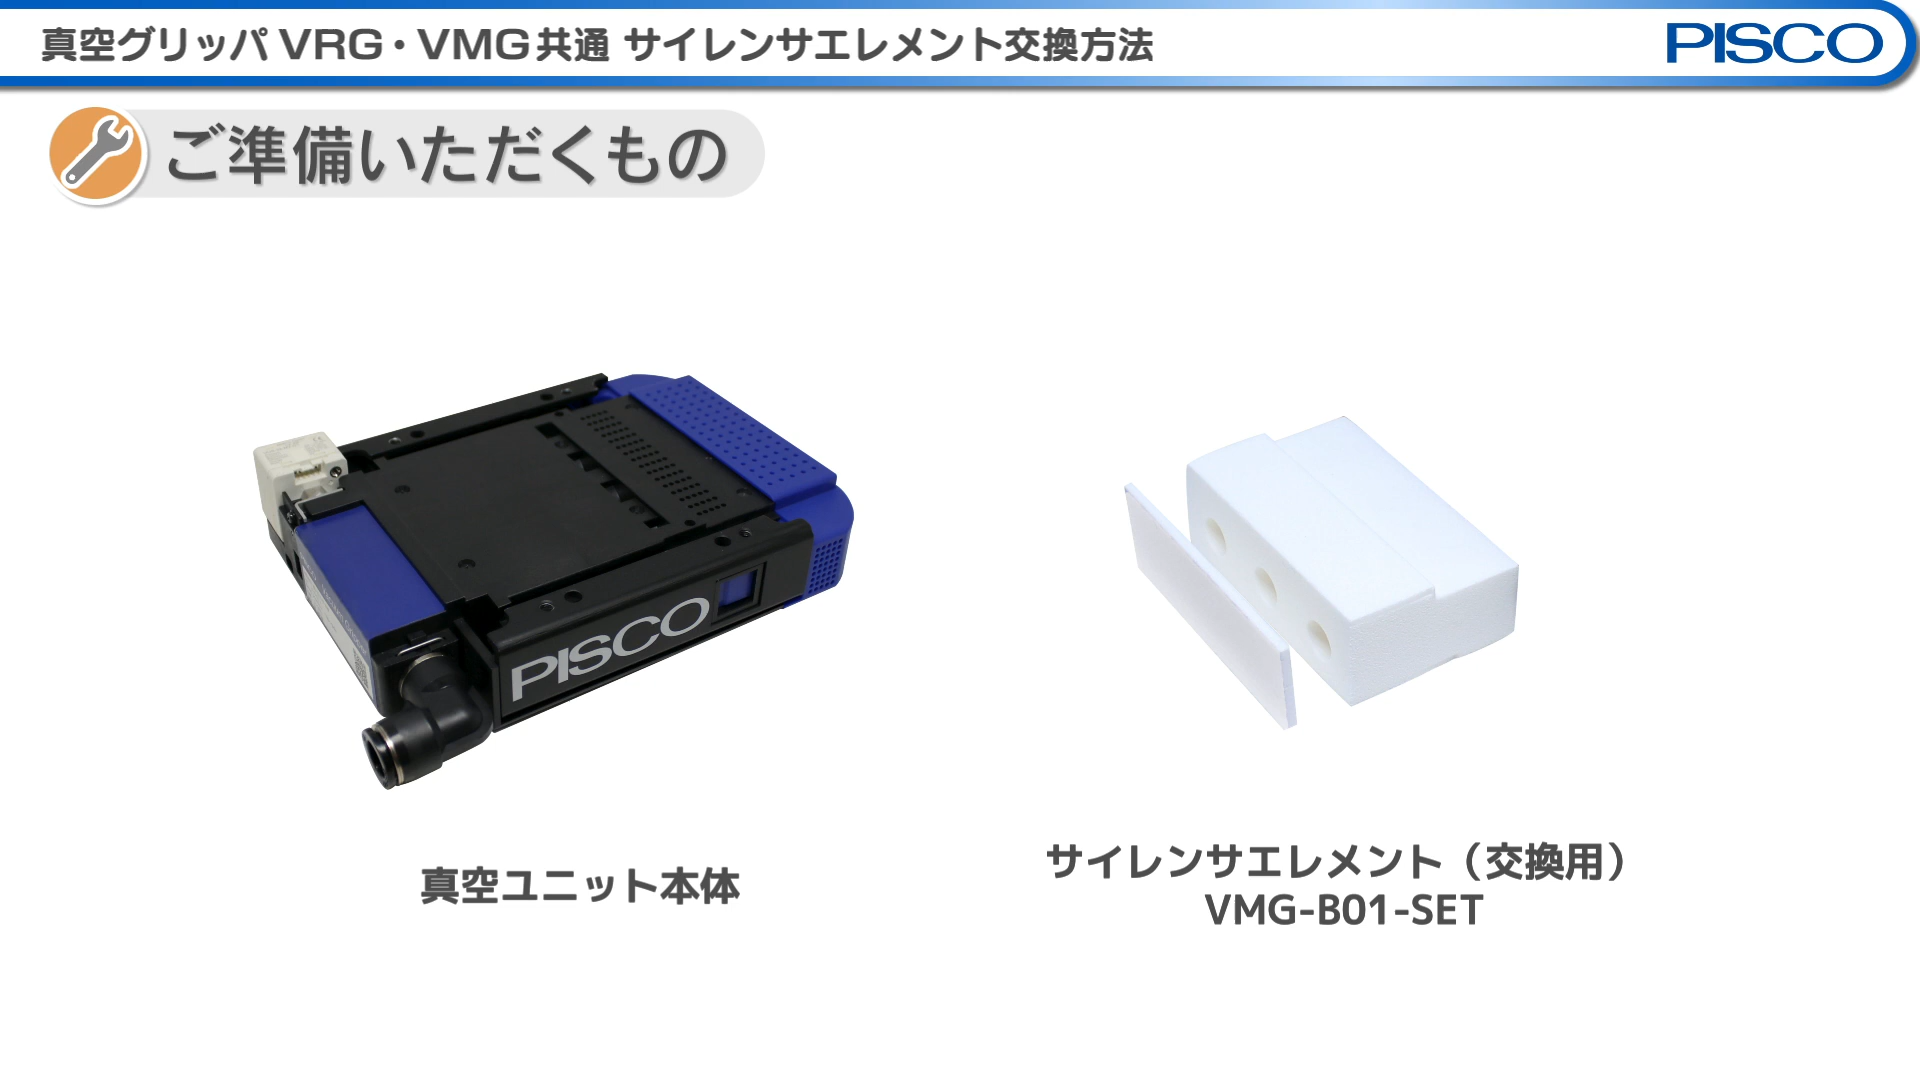 真空グリッパ VRG・VMG共通 サイレンサエレメント交換方法
PISCO
ご準備いただくもの
PISCO
真空ユニット本体
サイレンサエレメント（交換用）
VMG-B01-SET